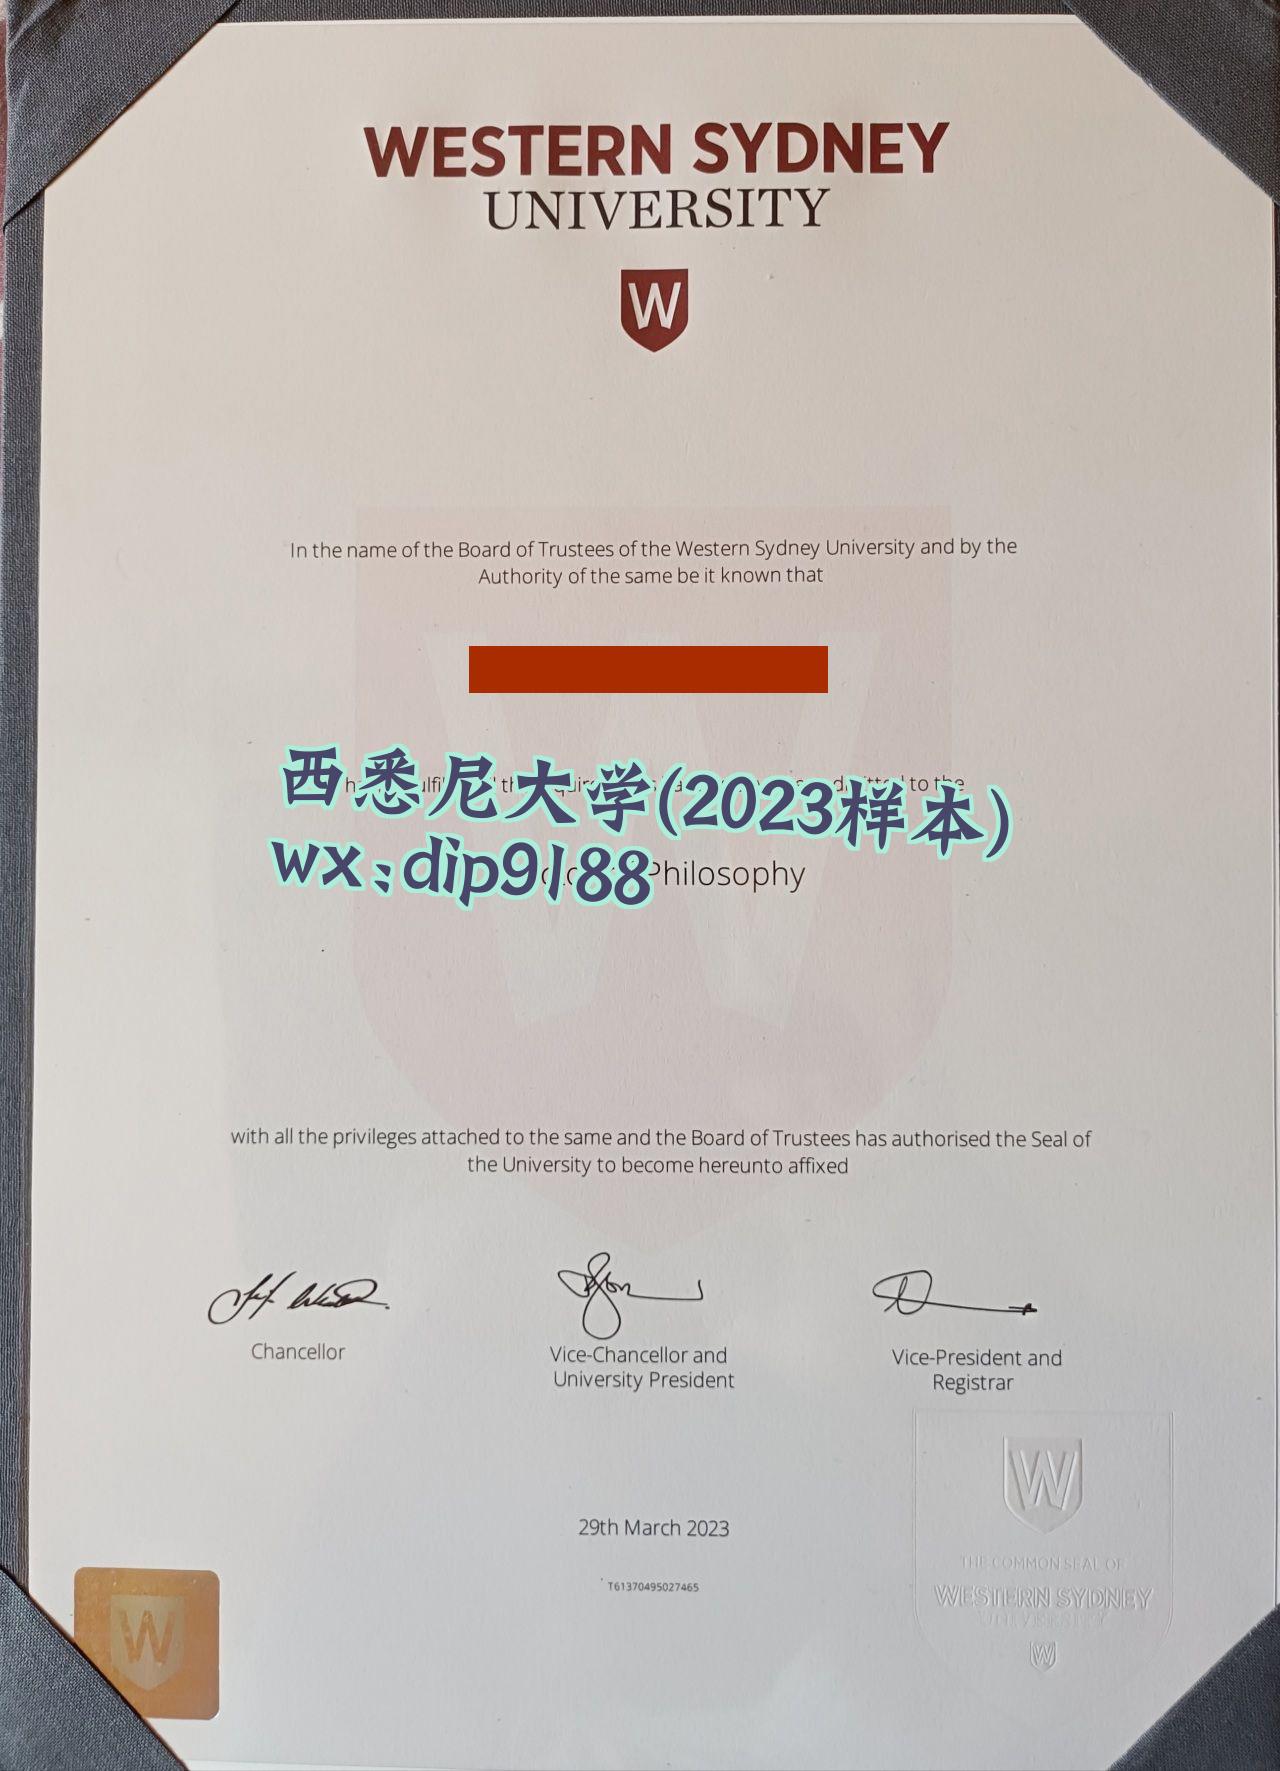 WESTERN SYDNEY
UNIVERSITY
W
In the name of the Board of Trustees of the Western Sydney University and by the
Authority of the same be it known that
to the
西悉尼大学(2023样本)
wx:dip9188
Philosophy
with all the privileges attached to the same and the Board of Trustees has authorised the Seal of
the University to become hereunto affixed
Chancellor
Vice-Chancellor and
University President
Vice-President and
Registrar
29th March 2023
T61370495027465
W
W
THE COMMON SEAL OF
WESTERN SYDNEY
UNIVERSITY
W